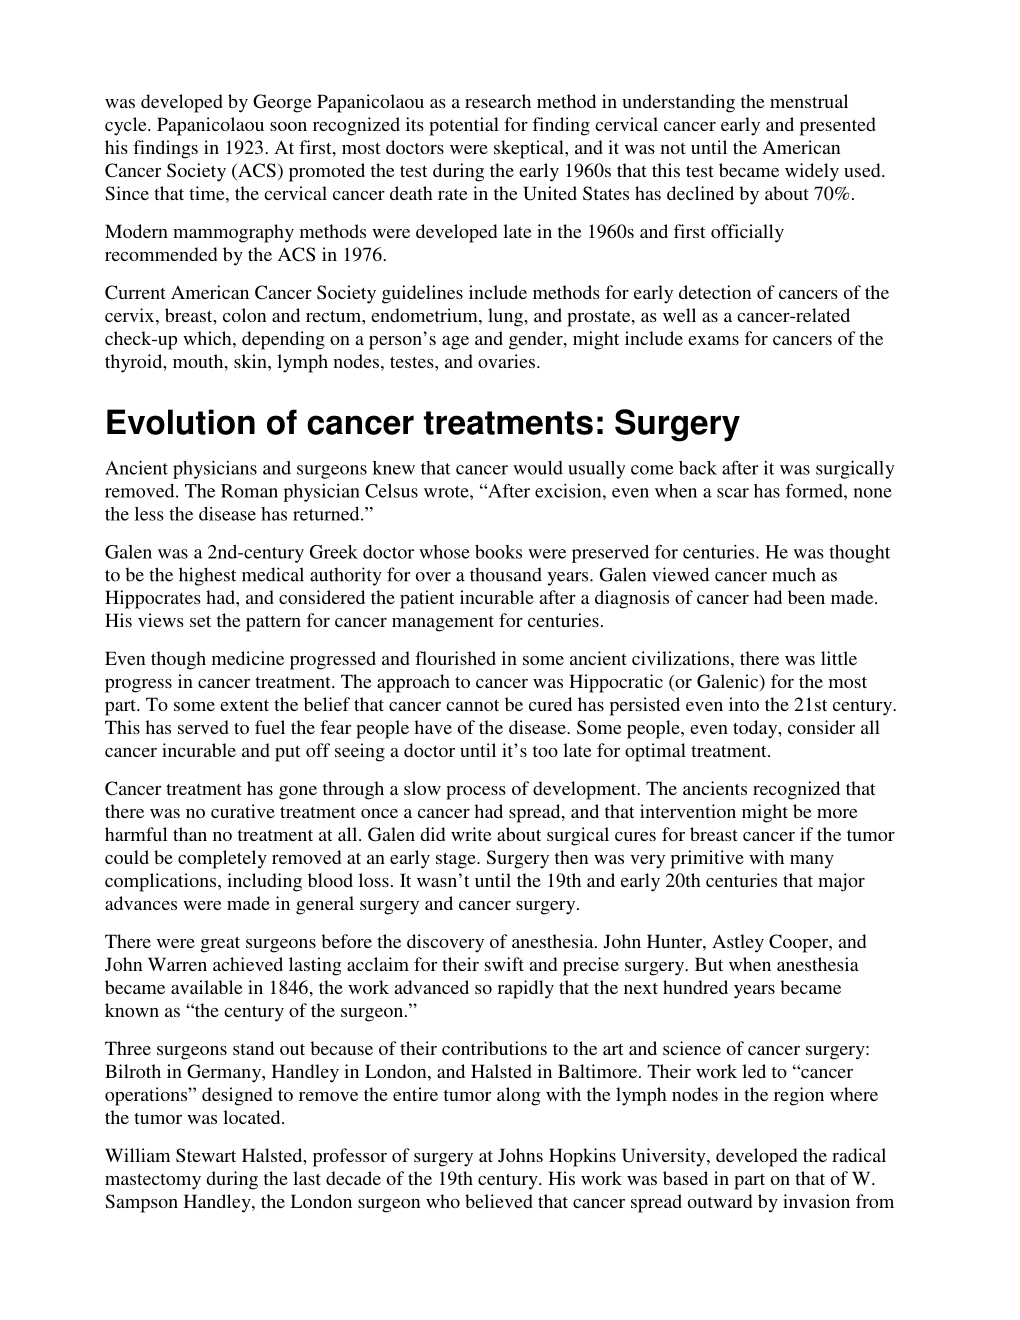 was developed by George Papanicolaou as a research method in understanding the menstrual
cycle. Papanicolaou soon recognized its potential for finding cervical cancer early and presented
his findings in 1923. At first, most doctors were skeptical, and it was not until the American
Cancer Society (ACS) promoted the test during the early 1960s that this test became widely used.
Since that time, the cervical cancer death rate in the United States has declined by about 70%.
Modern mammography methods were developed late in the 1960s and first officially
recommended by the ACS in 1976.
Current American Cancer Society guidelines include methods for early detection of cancers of the
cervix, breast, colon and rectum, endometrium, lung, and prostate, as well as a cancer-related
check-up which, depending on a person’s age and gender, might include exams for cancers of the
thyroid, mouth, skin, lymph nodes, testes, and ovaries.
Evolution of cancer treatments: Surgery
Ancient physicians and surgeons knew that cancer would usually come back after it was surgically
removed. The Roman physician Celsus wrote, “After excision, even when a scar has formed, none
the less the disease has returned.”
Galen was a 2nd-century Greek doctor whose books were preserved for centuries. He was thought
to be the highest medical authority for over a thousand years. Galen viewed cancer much as
Hippocrates had, and considered the patient incurable after a diagnosis of cancer had been made.
His views set the pattern for cancer management for centuries.
Even though medicine progressed and flourished in some ancient civilizations, there was little
progress in cancer treatment. The approach to cancer was Hippocratic (or Galenic) for the most
part. To some extent the belief that cancer cannot be cured has persisted even into the 21st century.
This has served to fuel the fear people have of the disease. Some people, even today, consider all
cancer incurable and put off seeing a doctor until it’s too late for optimal treatment.
Cancer treatment has gone through a slow process of development. The ancients recognized that
there was no curative treatment once a cancer had spread, and that intervention might be more
harmful than no treatment at all. Galen did write about surgical cures for breast cancer if the tumor
could be completely removed at an early stage. Surgery then was very primitive with many
complications, including blood loss. It wasn’t until the 19th and early 20th centuries that major
advances were made in general surgery and cancer surgery.
There were great surgeons before the discovery of anesthesia. John Hunter, Astley Cooper, and
John Warren achieved lasting acclaim for their swift and precise surgery. But when anesthesia
became available in 1846, the work advanced so rapidly that the next hundred years became
known as “the century of the surgeon.”
Three surgeons stand out because of their contributions to the art and science of cancer surgery:
Bilroth in Germany, Handley in London, and Halsted in Baltimore. Their work led to “cancer
operations” designed to remove the entire tumor along with the lymph nodes in the region where
the tumor was located.
William Stewart Halsted, professor of surgery at Johns Hopkins University, developed the radical
mastectomy during the last decade of the 19th century. His work was based in part on that of W.
Sampson Handley, the London surgeon who believed that cancer spread outward by invasion from